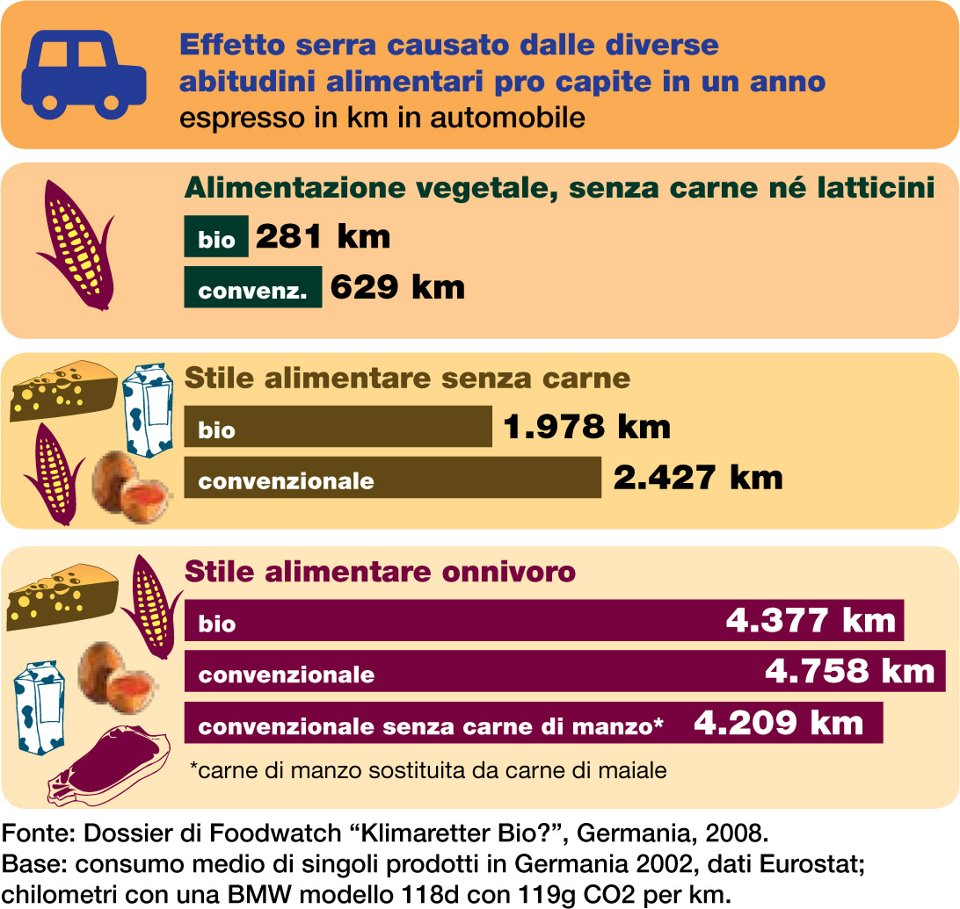 Effetto serra causato dalle diverse
abitudini alimentari pro capite in un anno
espresso in km in automobile
Alimentazione vegetale, senza carne né latticini
bio 281 km
convenz. 629 km
Stile alimentare senza carne
bio 1.978 km
convenzionale 2.427 km
Stile alimentare onnivoro
bio 4.377 km
convenzionale 4.758 km
convenzionale senza carne di manzo* 4.209 km
*carne di manzo sostituita da carne di maiale
Fonte: Dossier di Foodwatch “Klimaretter Bio?”, Germania, 2008.
Base: consumo medio di singoli prodotti in Germania 2002, dati Eurostat;
chilometri con una BMW modello 118d con 119g CO2 per km.